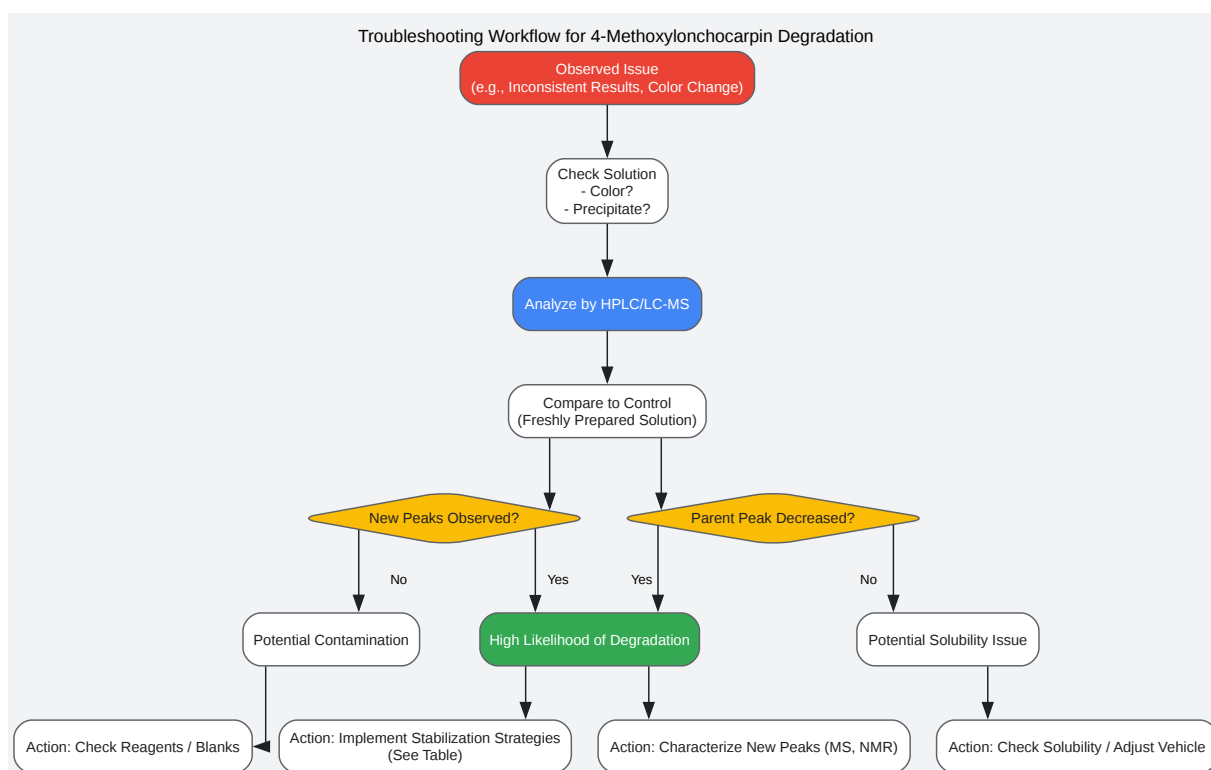 Troubleshooting Workflow for 4-Methoxylonchocarpin Degradation
Observed Issue
(e.g., Inconsistent Results, Color Change)
Check Solution
- Color?
- Precipitate?
Analyze by HPLC/LC-MS
Compare to Control
(Freshly Prepared Solution)
New Peaks Observed?
Parent Peak Decreased?
No
Yes
Yes
No
Potential Contamination
High Likelihood of Degradation
Potential Solubility Issue
Action: Check Reagents / Blanks
Action: Implement Stabilization Strategies
(See Table)
Action: Characterize New Peaks (MS, NMR)
Action: Check Solubility / Adjust Vehicle